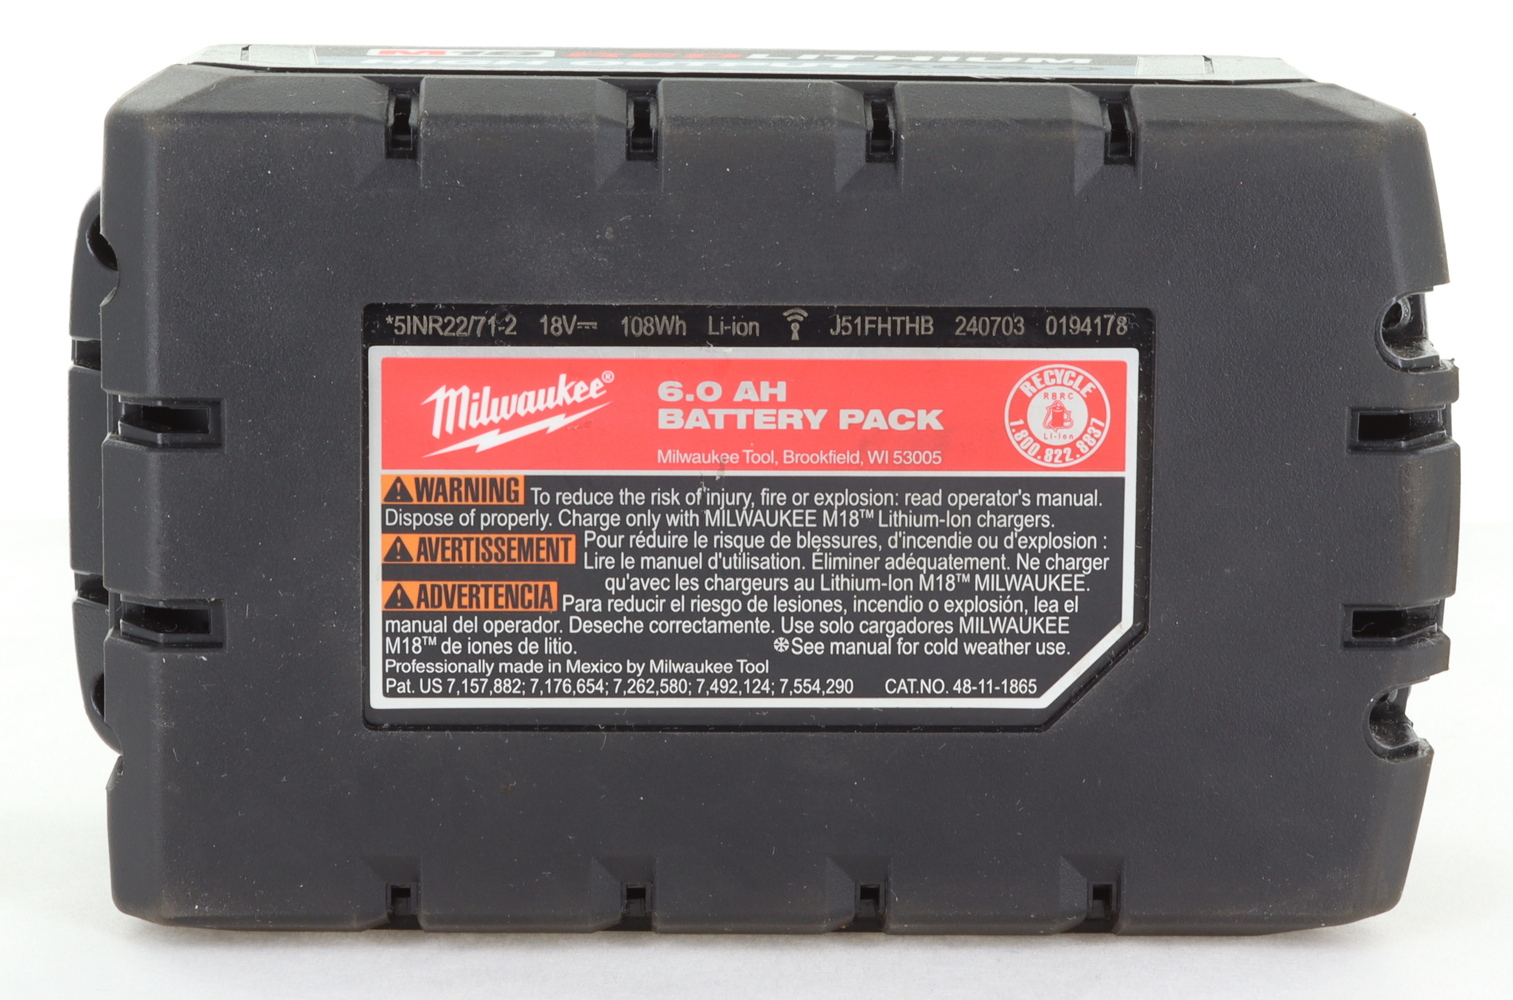 M18 REDLITHIUM
HIGH OUTPUT
*5INR22/71-2 18V⎓ 108Wh Li-ion J51FHTHB 240703 0194178
Milwaukee®
6.0 AH
BATTERY PACK
Milwaukee Tool, Brookfield, WI 53005
RECYCLE
RBRC
Li-ion
1.800.822.8837
WARNING To reduce the risk of injury, fire or explosion: read operator's manual.
Dispose of properly. Charge only with MILWAUKEE M18™ Lithium-Ion chargers.
AVERTISSEMENT Pour réduire le risque de blessures, d'incendie ou d'explosion :
Lire le manuel d'utilisation. Éliminer adéquatement. Ne charger
qu'avec les chargeurs au Lithium-Ion M18™ MILWAUKEE.
ADVERTENCIA Para reducir el riesgo de lesiones, incendio o explosión, lea el
manual del operador. Deseche correctamente. Use solo cargadores MILWAUKEE
M18™ de iones de litio. ❄See manual for cold weather use.
Professionally made in Mexico by Milwaukee Tool
Pat. US 7,157,882; 7,176,654; 7,262,580; 7,492,124; 7,554,290 CAT.NO. 48-11-1865